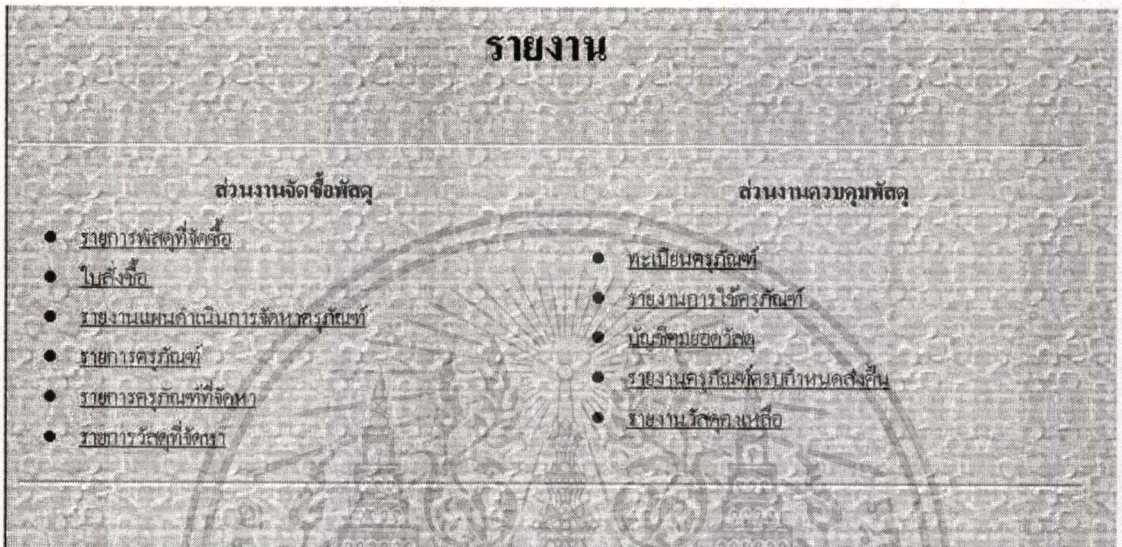 รายงาน
ส่วนงานจัดซื้อพัสดุ
รายการพัสดุที่จัดซื้อ
ใบสั่งซื้อ
รายงานแผนดำเนินการจัดหาครุภัณฑ์
รายการครุภัณฑ์
รายการครุภัณฑ์ที่จัดหา
รายการวัสดุที่จัดหา
ส่วนงานควบคุมพัสดุ
ทะเบียนครุภัณฑ์
รายงานการใช้ครุภัณฑ์
บัญชีคุมยอดวัสดุ
รายงานครุภัณฑ์ครบกำหนดส่งคืน
รายงานวัสดุคงเหลือ